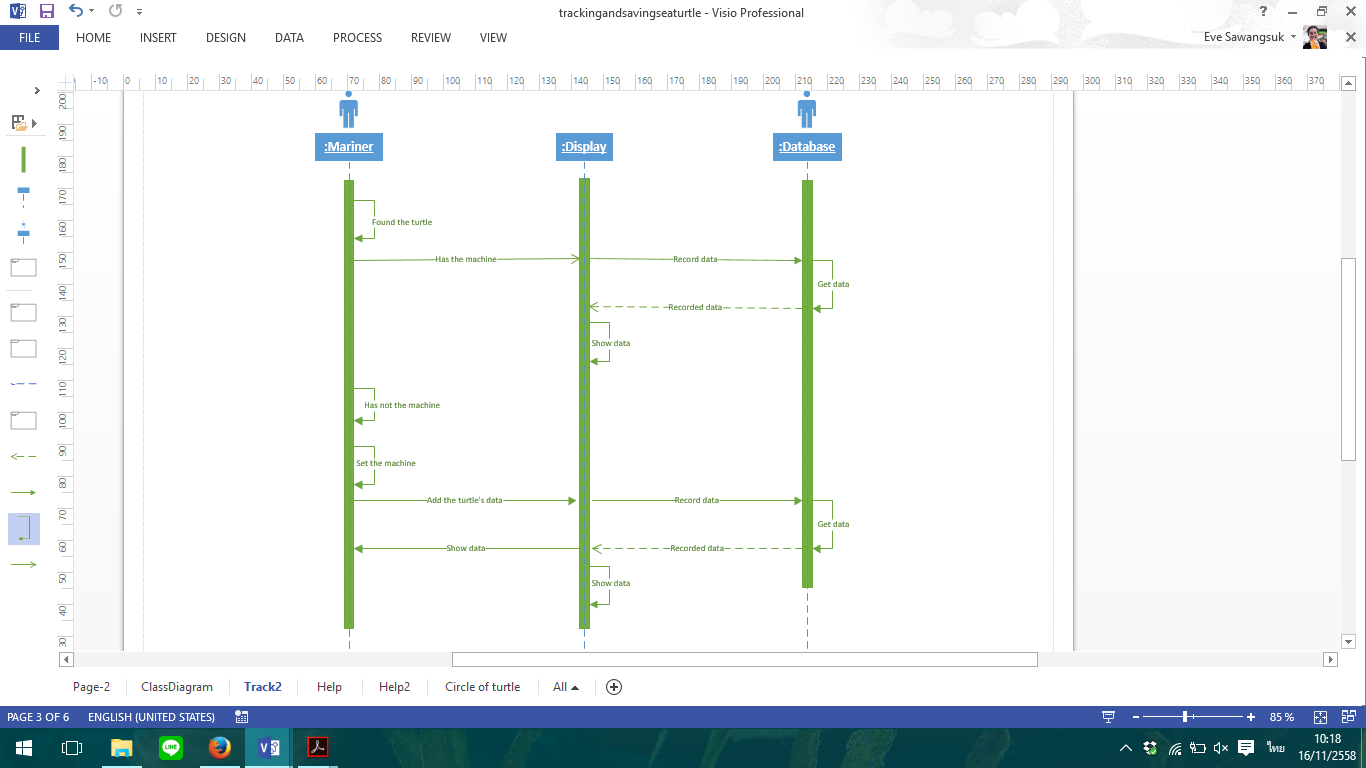 trackingandsavingseaturtle - Visio Professional
FILE HOME INSERT DESIGN DATA PROCESS REVIEW VIEW
Eve Sawangsuk
-10 0 10 20 30 40 50 60 70 80 90 100 110 120 130 140 150 160 170 180 190 200 210 220 230 240 250 260 270 280 290 300 310 320 330 340 350 360 370
200
190
180
170
160
150
140
130
120
110
100
90
80
70
60
50
40
30
:Mariner :Display :Database
Found the turtle
Has the machine Record data
Get data
Recorded data
Show data
Has not the machine
Set the machine
Add the turtle's data Record data
Get data
Show data Recorded data
Show data
Page-2 ClassDiagram Track2 Help Help2 Circle of turtle All
PAGE 3 OF 6 ENGLISH (UNITED STATES) 85 %
LINE
ไทย
10:18
16/11/2558